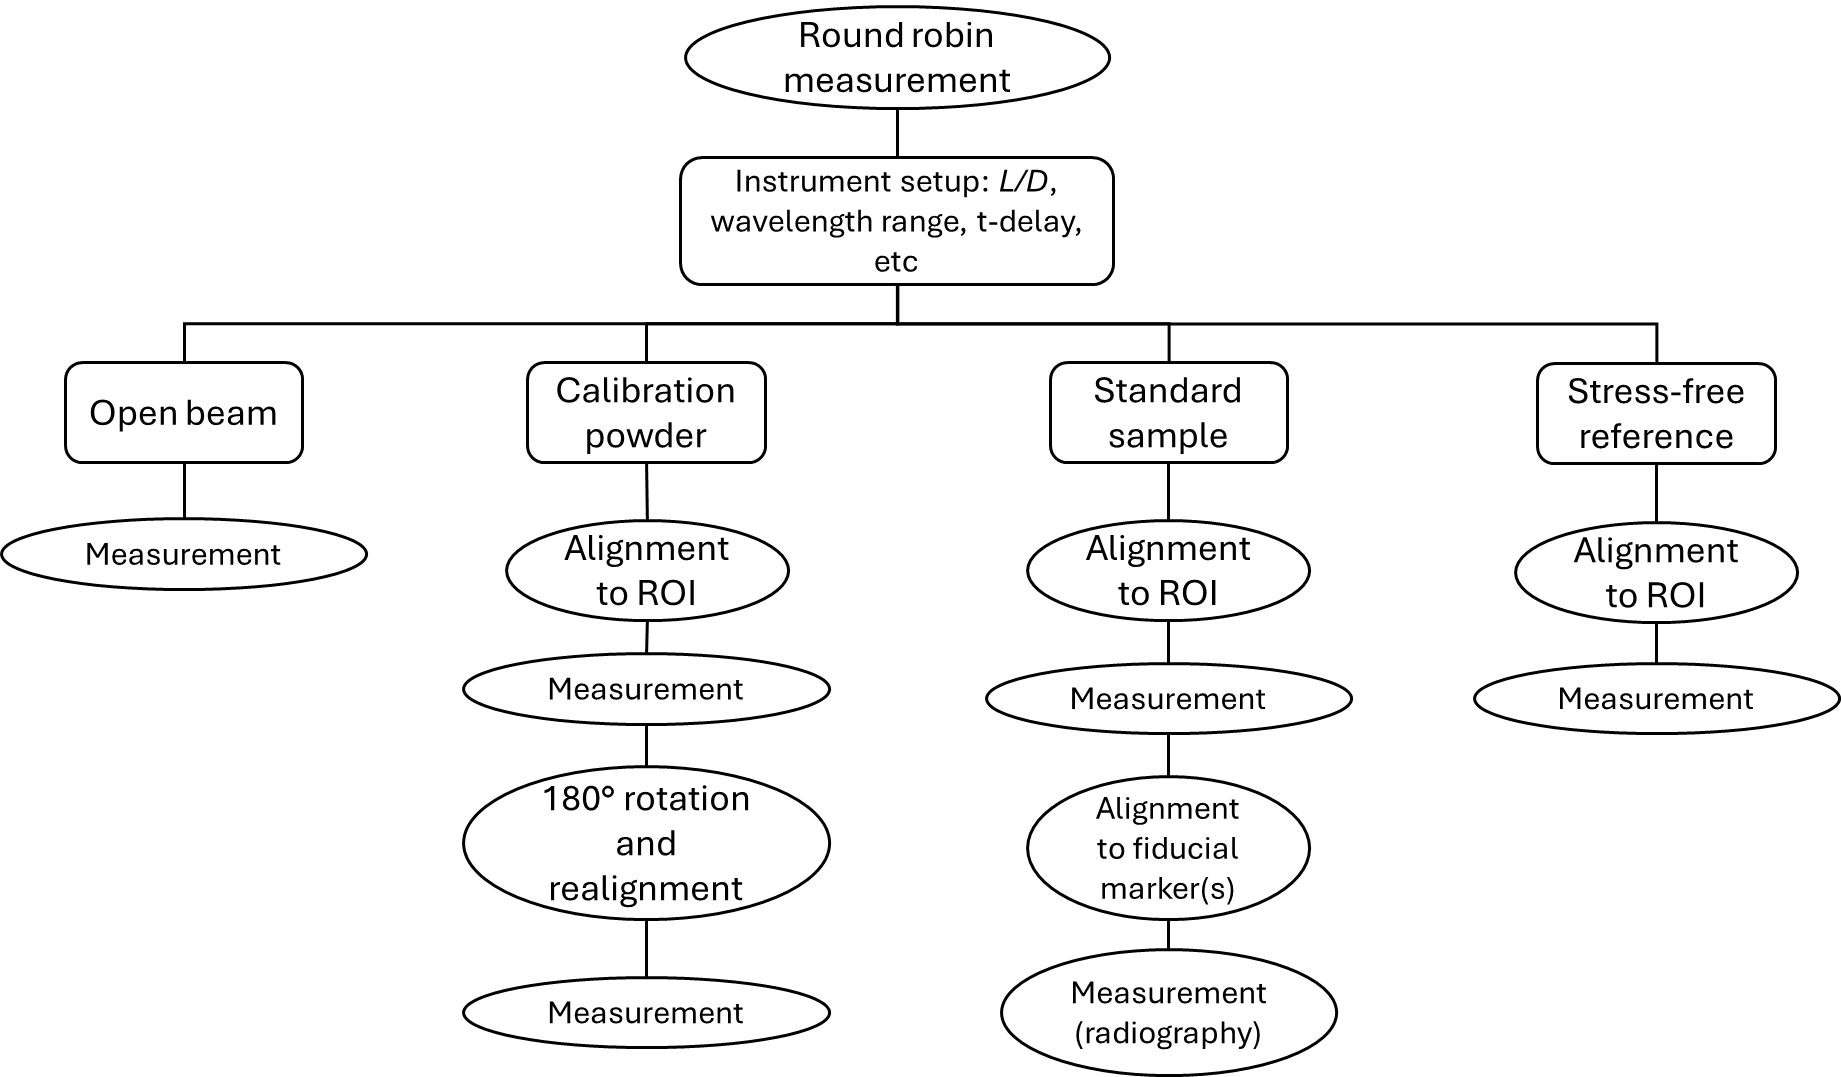 Round robin
measurement
Instrument setup: L/D,
wavelength range, t-delay,
etc
Open beam
Measurement
Calibration
powder
Alignment
to ROI
Measurement
180° rotation
and
realignment
Measurement
Standard
sample
Alignment
to ROI
Measurement
Alignment
to fiducial
marker(s)
Measurement
(radiography)
Stress-free
reference
Alignment
to ROI
Measurement